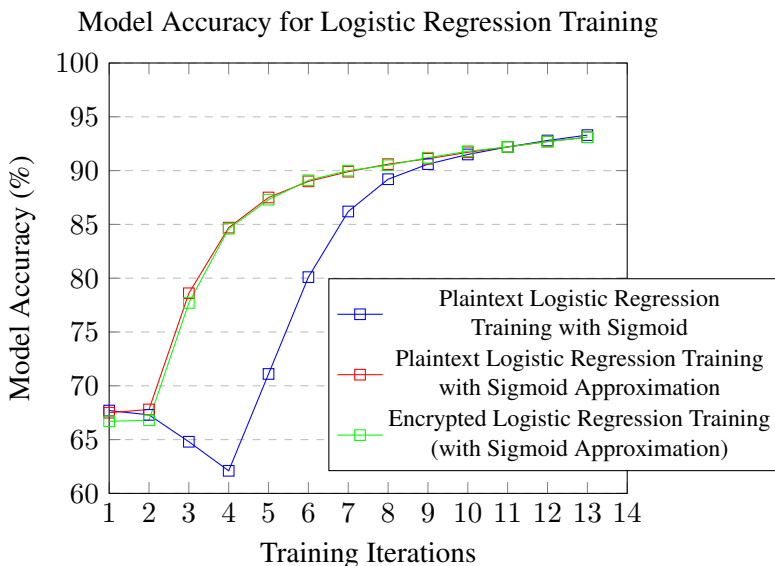 Model Accuracy for Logistic Regression Training
100
95
90
85
80
75
70
65
60
Model Accuracy (%)
Plaintext Logistic Regression
Training with Sigmoid
Plaintext Logistic Regression Training
with Sigmoid Approximation
Encrypted Logistic Regression Training
(with Sigmoid Approximation)
1 2 3 4 5 6 7 8 9 10 11 12 13 14
Training Iterations